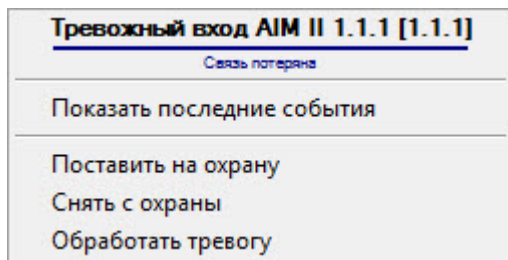 Тревожный вход AIM II 1.1.1 [1.1.1]
Связь потеряна
Показать последние события
Поставить на охрану
Снять с охраны
Обработать тревогу